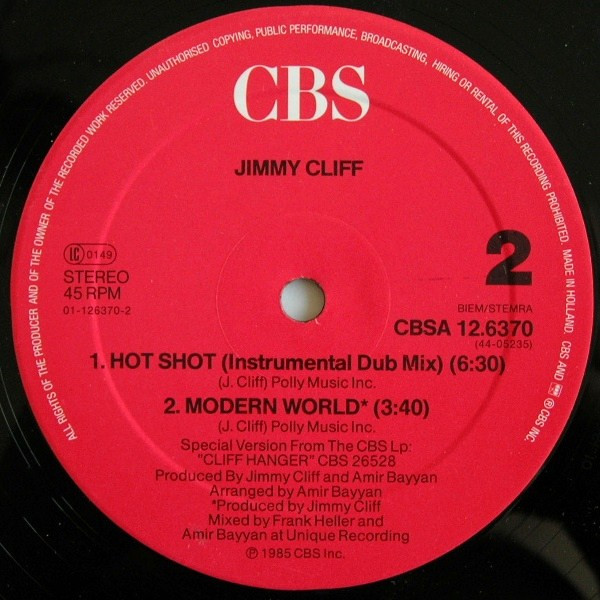 ALL RIGHTS OF THE PRODUCER AND OF THE OWNER OF THE RECORDED WORK RESERVED. UNAUTHORISED COPYING, PUBLIC PERFORMANCE, BROADCASTING, HIRING OR RENTAL OF THIS RECORDING PROHIBITED. MADE IN HOLLAND. CBS AND ® CBS INC.
CBS
JIMMY CLIFF
LC 0149
STEREO
45 RPM
01-126370-2
2
BIEM/STEMRA
CBSA 12.6370
(44-05235)
1. HOT SHOT (Instrumental Dub Mix) (6:30)
(J. Cliff) Polly Music Inc.
2. MODERN WORLD* (3:40)
(J. Cliff) Polly Music Inc.
Special Version From The CBS Lp:
"CLIFF HANGER" CBS 26528
Produced By Jimmy Cliff and Amir Bayyan
Arranged by Amir Bayyan
*Produced by Jimmy Cliff
Mixed by Frank Heller and
Amir Bayyan at Unique Recording
℗ 1985 CBS Inc.